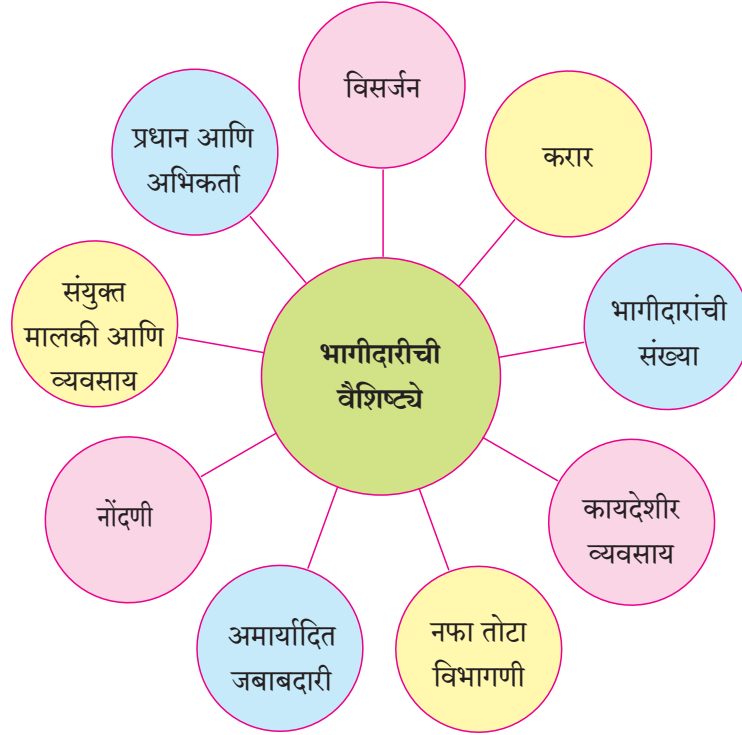 विसर्जन
करार
भागीदारांची
संख्या
कायदेशीर
व्यवसाय
नफा तोटा
विभागणी
अमार्यादित
जबाबदारी
नोंदणी
संयुक्त
मालकी आणि
व्यवसाय
प्रधान आणि
अभिकर्ता
भागीदारीची
वैशिष्ट्ये